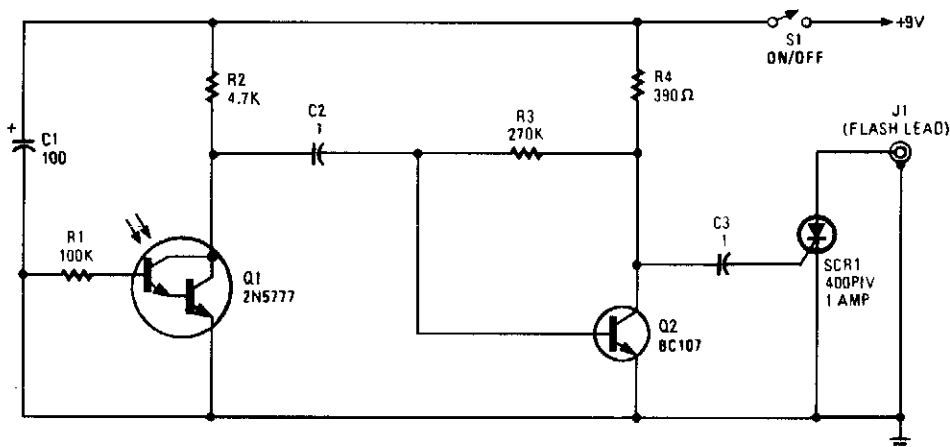 +9V
S1
ON/OFF
R2
4.7K
R4
390Ω
C2
1
R3
270K
J1
(FLASH LEAD)
+
C1
100
R1
100K
C3
1
Q1
2N5777
SCR1
400PIV
1 AMP
Q2
BC107